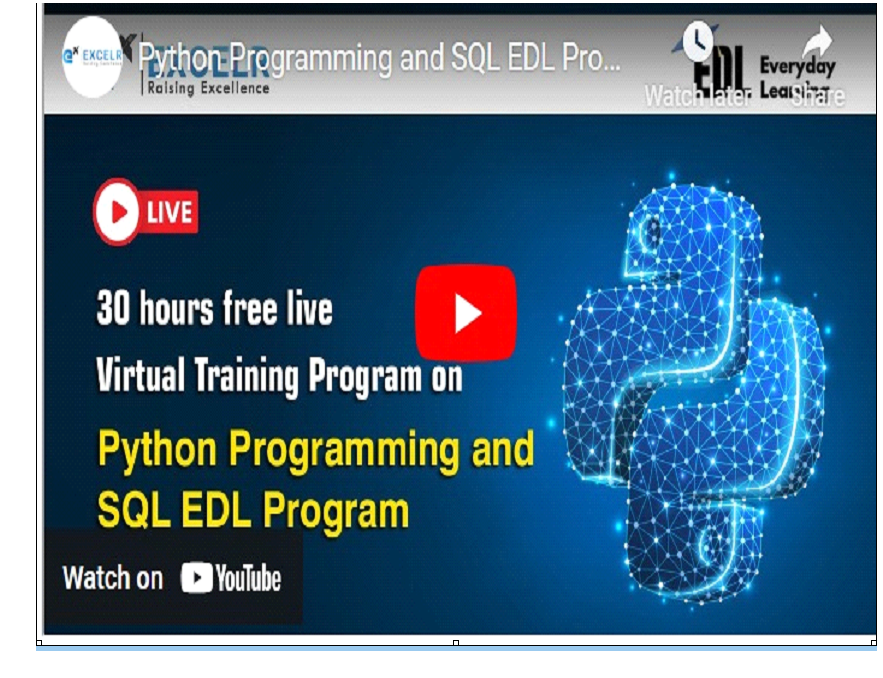 EXCELR
Python Programming and SQL EDL Pro...
EXCELR
Raising Excellence
EDL
Everyday
Learning
Watch later
Share
LIVE
30 hours free live
Virtual Training Program on
Python Programming and
SQL EDL Program
Watch on YouTube